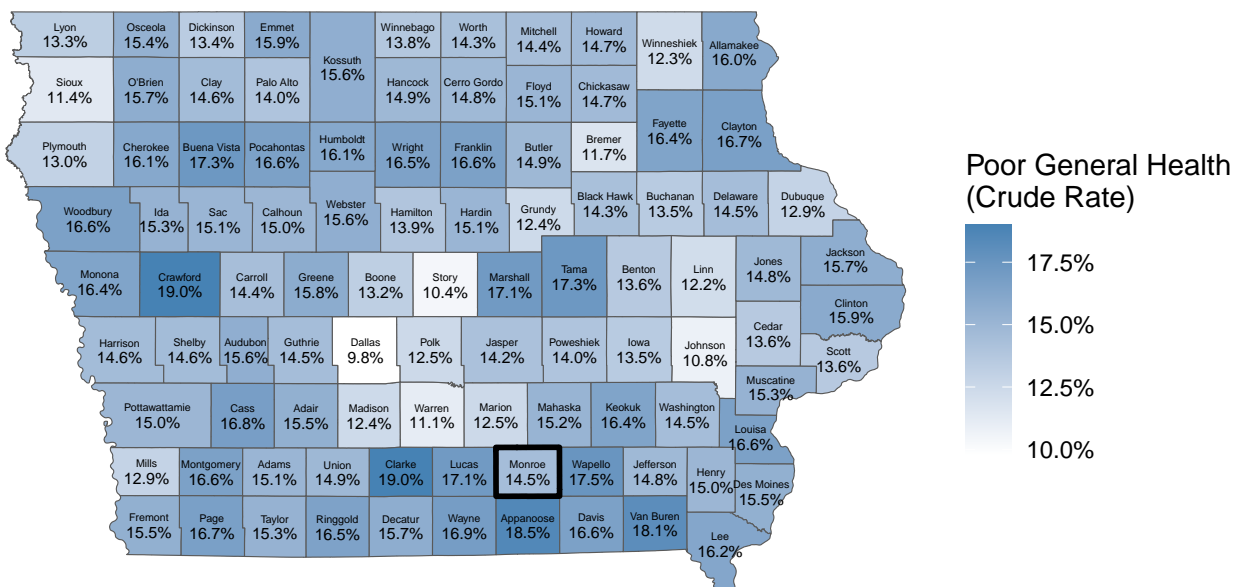 Lyon
13.3%
Osceola
15.4%
Dickinson
13.4%
Emmet
15.9%
Kossuth
15.6%
Winnebago
13.8%
Worth
14.3%
Mitchell
14.4%
Howard
14.7%
Winneshiek
12.3%
Allamakee
16.0%
Sioux
11.4%
O'Brien
15.7%
Clay
14.6%
Palo Alto
14.0%
Hancock
14.9%
Cerro Gordo
14.8%
Floyd
15.1%
Chickasaw
14.7%
Fayette
16.4%
Clayton
16.7%
Plymouth
13.0%
Cherokee
16.1%
Buena Vista
17.3%
Pocahontas
16.6%
Humboldt
16.1%
Wright
16.5%
Franklin
16.6%
Butler
14.9%
Bremer
11.7%
Woodbury
16.6%
Ida
15.3%
Sac
15.1%
Calhoun
15.0%
Webster
15.6%
Hamilton
13.9%
Hardin
15.1%
Grundy
12.4%
Black Hawk
14.3%
Buchanan
13.5%
Delaware
14.5%
Dubuque
12.9%
Monona
16.4%
Crawford
19.0%
Carroll
14.4%
Greene
15.8%
Boone
13.2%
Story
10.4%
Marshall
17.1%
Tama
17.3%
Benton
13.6%
Linn
12.2%
Jones
14.8%
Jackson
15.7%
Clinton
15.9%
Harrison
14.6%
Shelby
14.6%
Audubon
15.6%
Guthrie
14.5%
Dallas
9.8%
Polk
12.5%
Jasper
14.2%
Poweshiek
14.0%
Iowa
13.5%
Johnson
10.8%
Cedar
13.6%
Scott
13.6%
Muscatine
15.3%
Pottawattamie
15.0%
Cass
16.8%
Adair
15.5%
Madison
12.4%
Warren
11.1%
Marion
12.5%
Mahaska
15.2%
Keokuk
16.4%
Washington
14.5%
Louisa
16.6%
Mills
12.9%
Montgomery
16.6%
Adams
15.1%
Union
14.9%
Clarke
19.0%
Lucas
17.1%
Monroe
14.5%
Wapello
17.5%
Jefferson
14.8%
Henry
15.0%
Des Moines
15.5%
Fremont
15.5%
Page
16.7%
Taylor
15.3%
Ringgold
16.5%
Decatur
15.7%
Wayne
16.9%
Appanoose
18.5%
Davis
16.6%
Van Buren
18.1%
Lee
16.2%
Poor General Health
(Crude Rate)
17.5%
15.0%
12.5%
10.0%